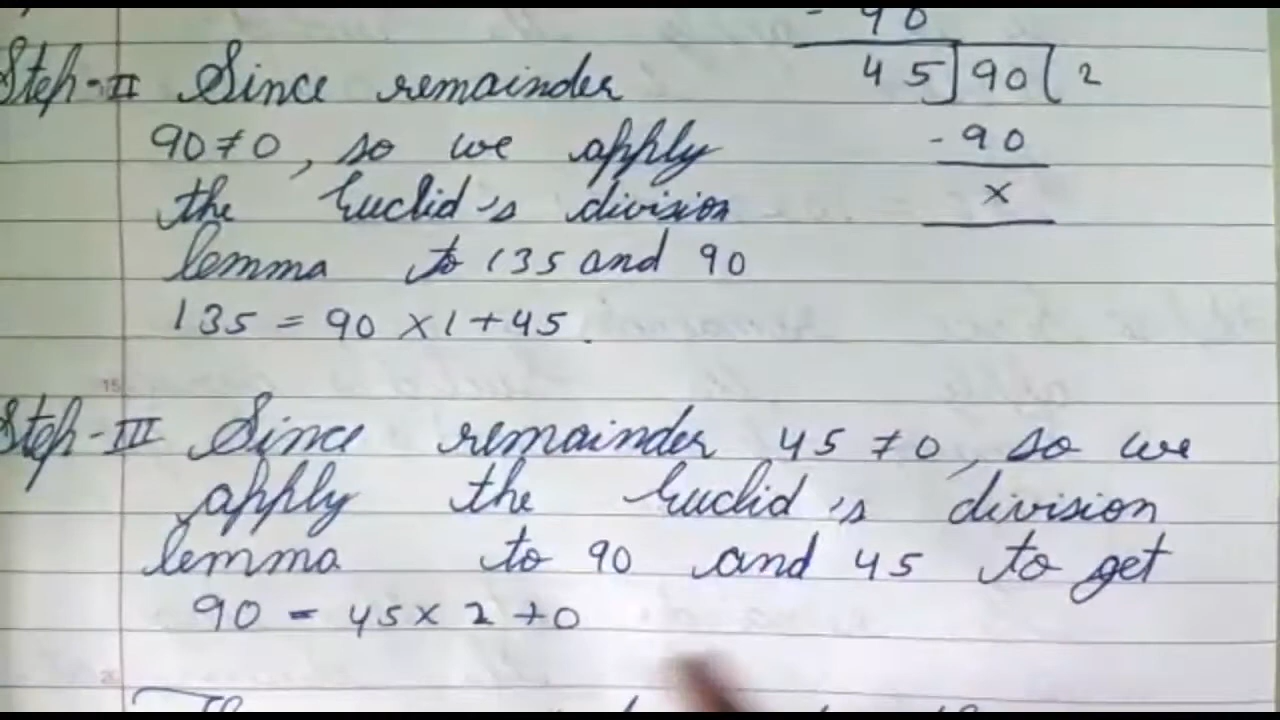 - 90
Step-II Since remainder
45]90(2
90≠0, so we apply
- 90
the Euclid's division
×
lemma to 135 and 90
135 = 90 × 1 + 45.
Step-III Since remainder 45 ≠ 0, so we
apply the Euclid's division
lemma to 90 and 45 to get
90 = 45 × 2 + 0